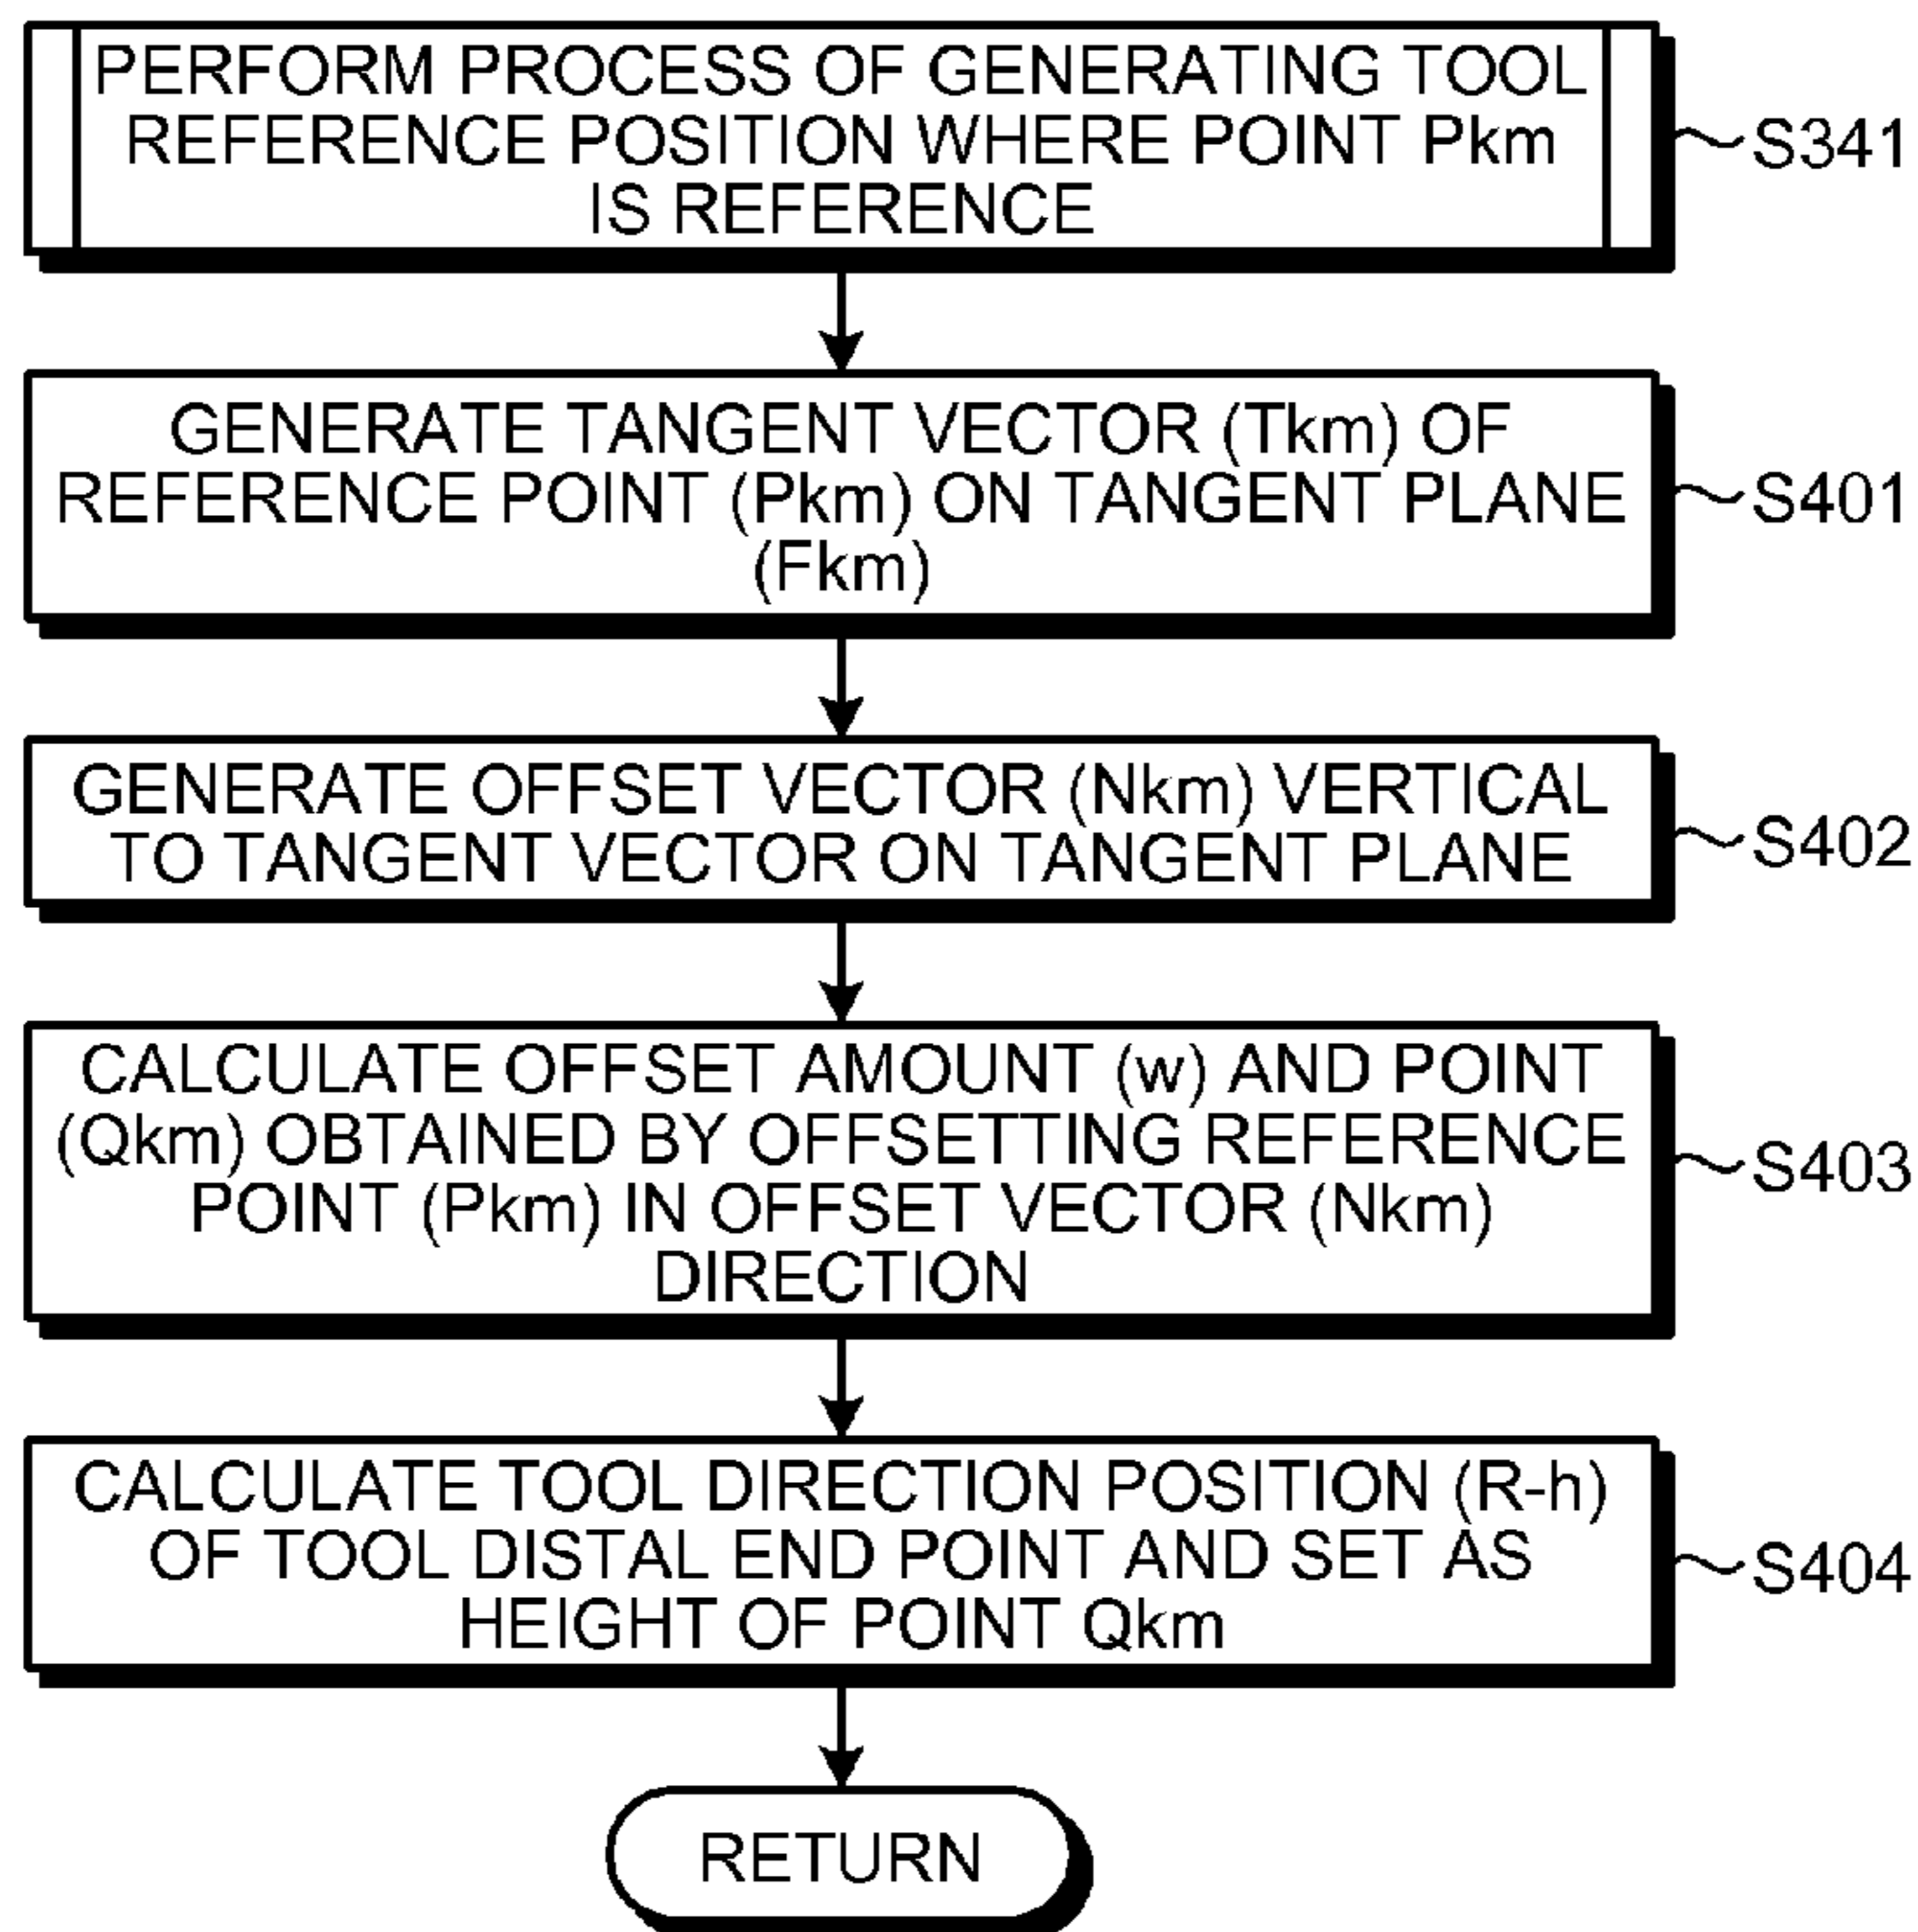 PERFORM PROCESS OF GENERATING TOOL
REFERENCE POSITION WHERE POINT Pkm
IS REFERENCE
S341
GENERATE TANGENT VECTOR (Tkm) OF
REFERENCE POINT (Pkm) ON TANGENT PLANE
(Fkm)
S401
GENERATE OFFSET VECTOR (Nkm) VERTICAL
TO TANGENT VECTOR ON TANGENT PLANE
S402
CALCULATE OFFSET AMOUNT (w) AND POINT
(Qkm) OBTAINED BY OFFSETTING REFERENCE
POINT (Pkm) IN OFFSET VECTOR (Nkm)
DIRECTION
S403
CALCULATE TOOL DIRECTION POSITION (R-h)
OF TOOL DISTAL END POINT AND SET AS
HEIGHT OF POINT Qkm
S404
RETURN